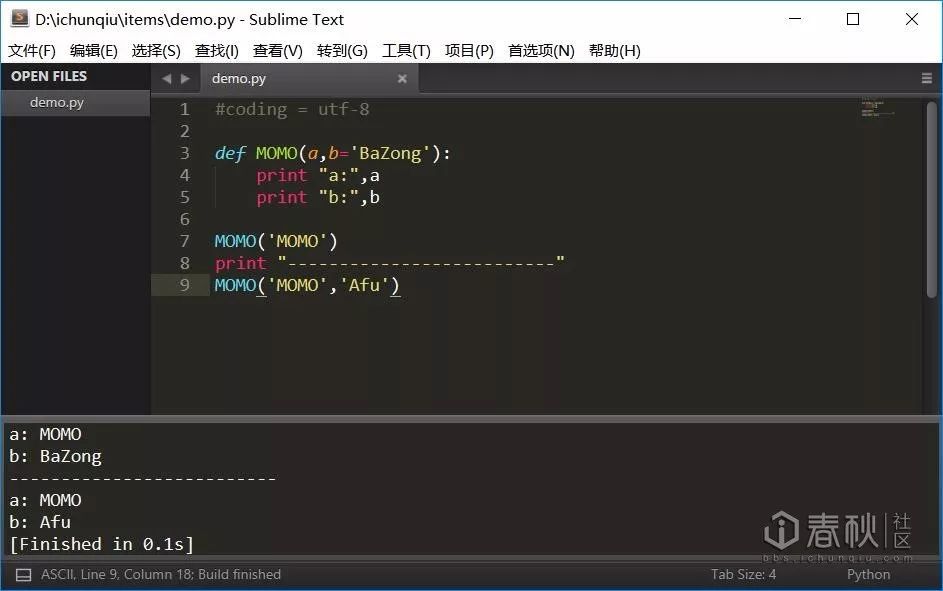 D:\ichunqiu\items\demo.py - Sublime Text
文件(F) 编辑(E) 选择(S) 查找(I) 查看(V) 转到(G) 工具(T) 项目(P) 首选项(N) 帮助(H)
OPEN FILES
demo.py
demo.py
1 #coding = utf-8
2
3 def MOMO(a,b='BaZong'):
4     print "a:",a
5     print "b:",b
6
7 MOMO('MOMO')
8 print "--------------------------"
9 MOMO('MOMO','Afu')
a: MOMO
b: BaZong
--------------------------
a: MOMO
b: Afu
[Finished in 0.1s]
春秋 社区
bbs.ichunqiu.com
ASCII, Line 9, Column 18; Build finished Tab Size: 4 Python